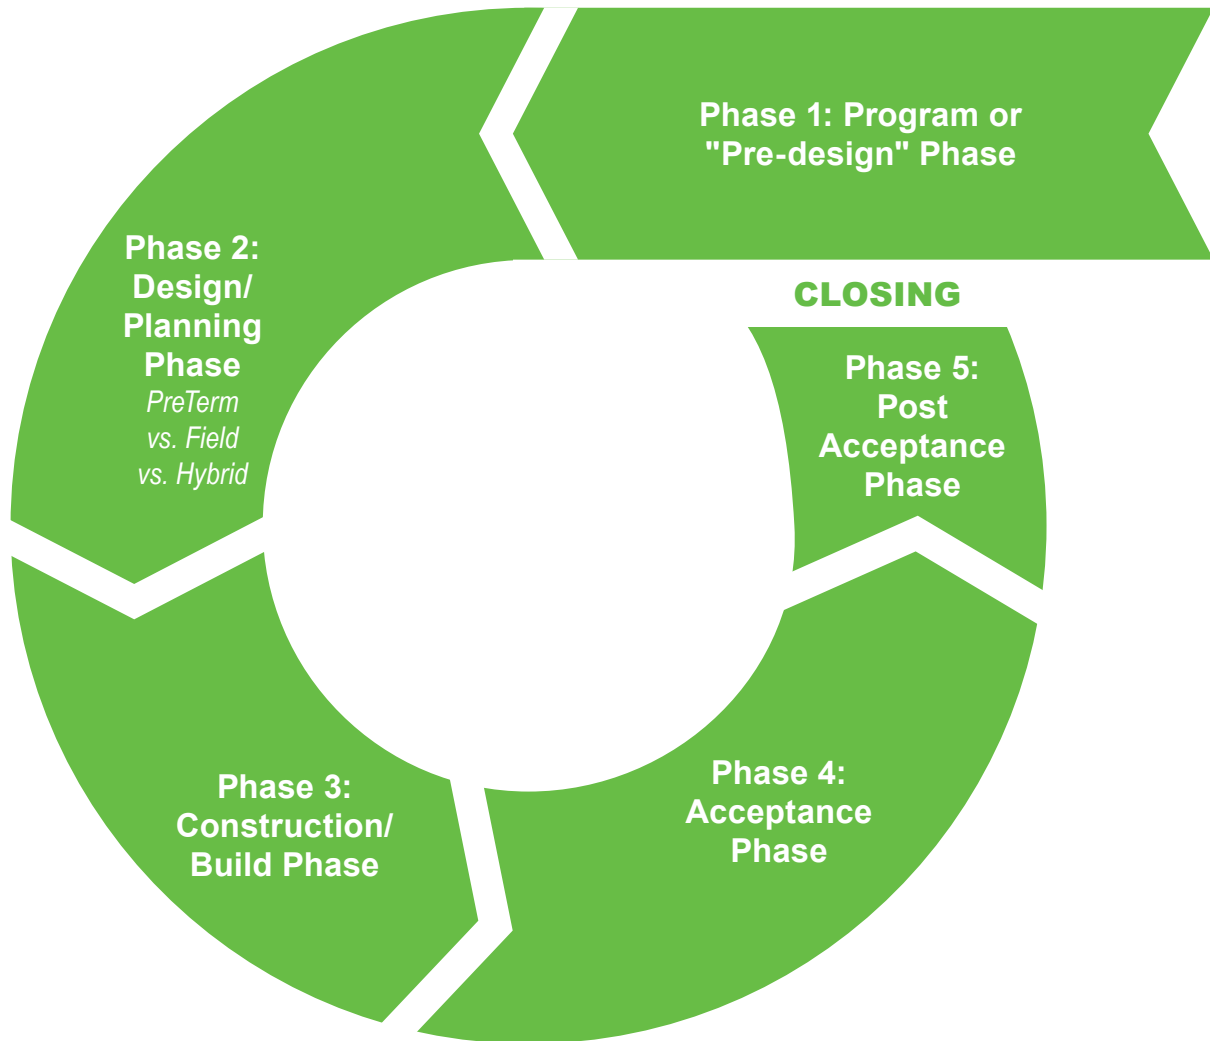 Phase 1: Program or
"Pre-design" Phase
Phase 2:
Design/
Planning
Phase
PreTerm
vs. Field
vs. Hybrid
Phase 3:
Construction/
Build Phase
Phase 4:
Acceptance
Phase
Phase 5:
Post
Acceptance
Phase
CLOSING